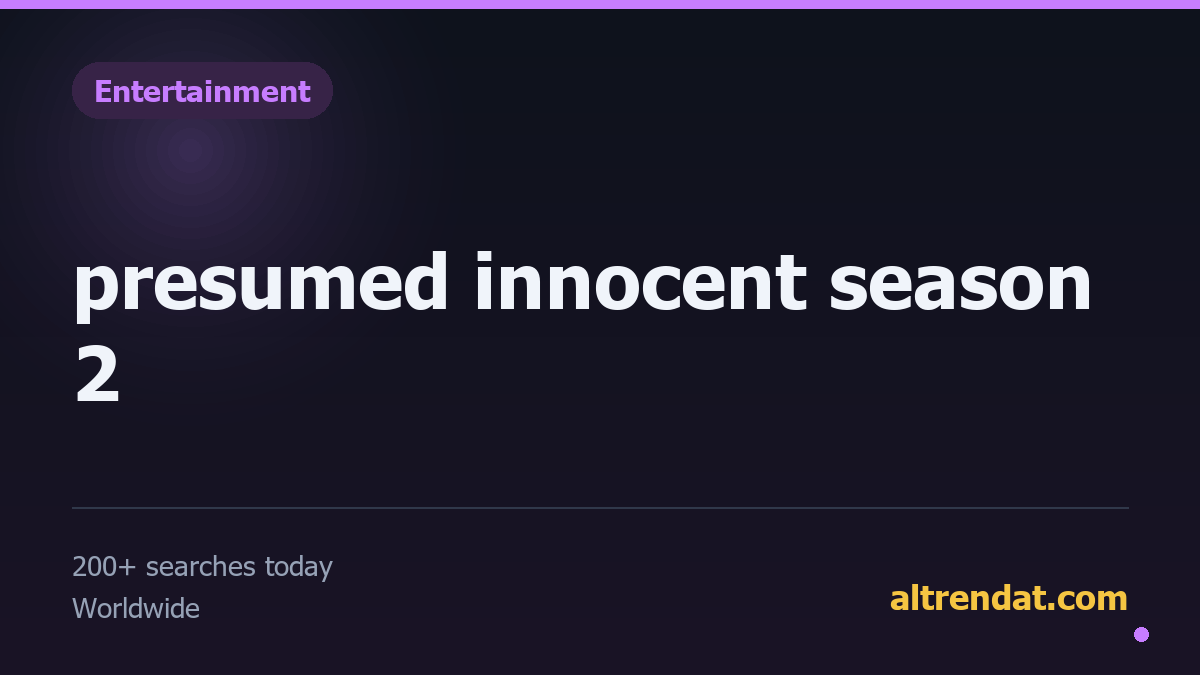 Entertainment
presumed innocent season
2
200+ searches today
Worldwide
altrendat.com